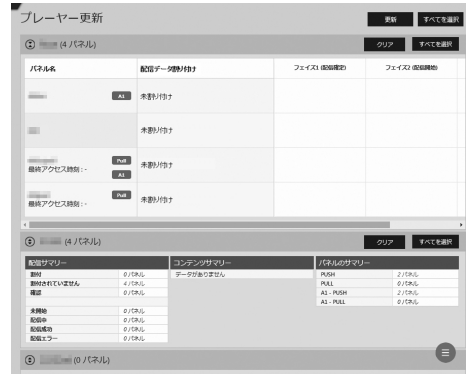 プレーヤー更新
更新 すべてを選択
(4 パネル) クリア すべてを選択
パネル名 配信データ割り付け フェイズ1 (配信確定) フェイズ2 (配信開始)
A1 未割り付け
未割り付け
Pull 未割り付け
最終アクセス時刻 : - A1
Pull 未割り付け
最終アクセス時刻 : -
(4 パネル) クリア すべてを選択
配信サマリー コンテンツサマリー パネルのサマリー
割付 0 パネル データがありません PUSH 2 パネル
割付されていません 4 パネル PULL 0 パネル
確認 0 パネル A1 - PUSH 2 パネル
A1 - PULL 0 パネル
未開始 0 パネル
配信中 0 パネル
配信成功 0 パネル
配信エラー 0 パネル
(0 パネル)